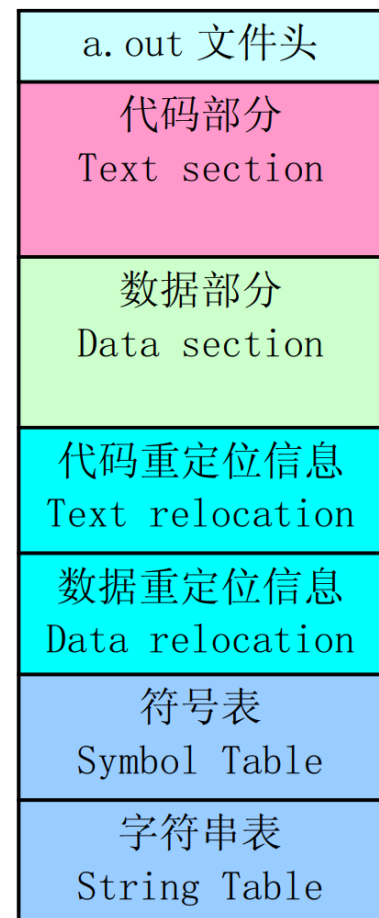 a.out 文件头
代码部分
Text section
数据部分
Data section
代码重定位信息
Text relocation
数据重定位信息
Data relocation
符号表
Symbol Table
字符串表
String Table